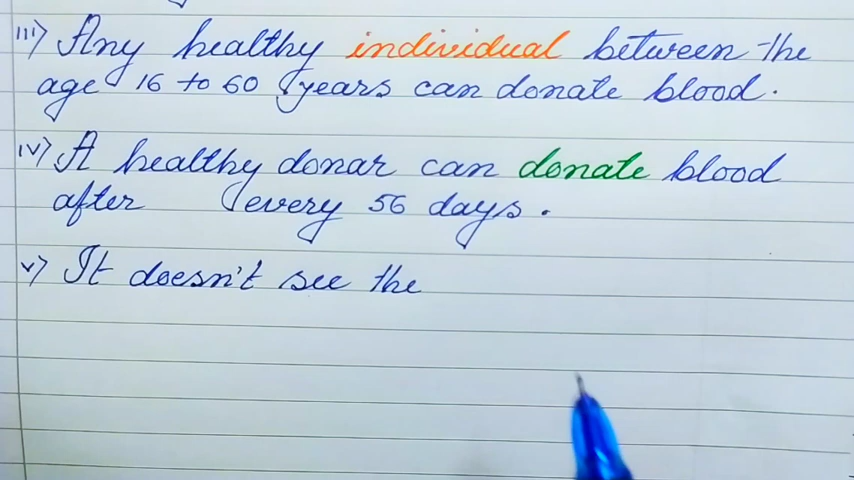 iii) Any healthy individual between the
age 16 to 60 years can donate blood.
iv) A healthy donar can donate blood
after every 56 days.
v) It doesn't see the